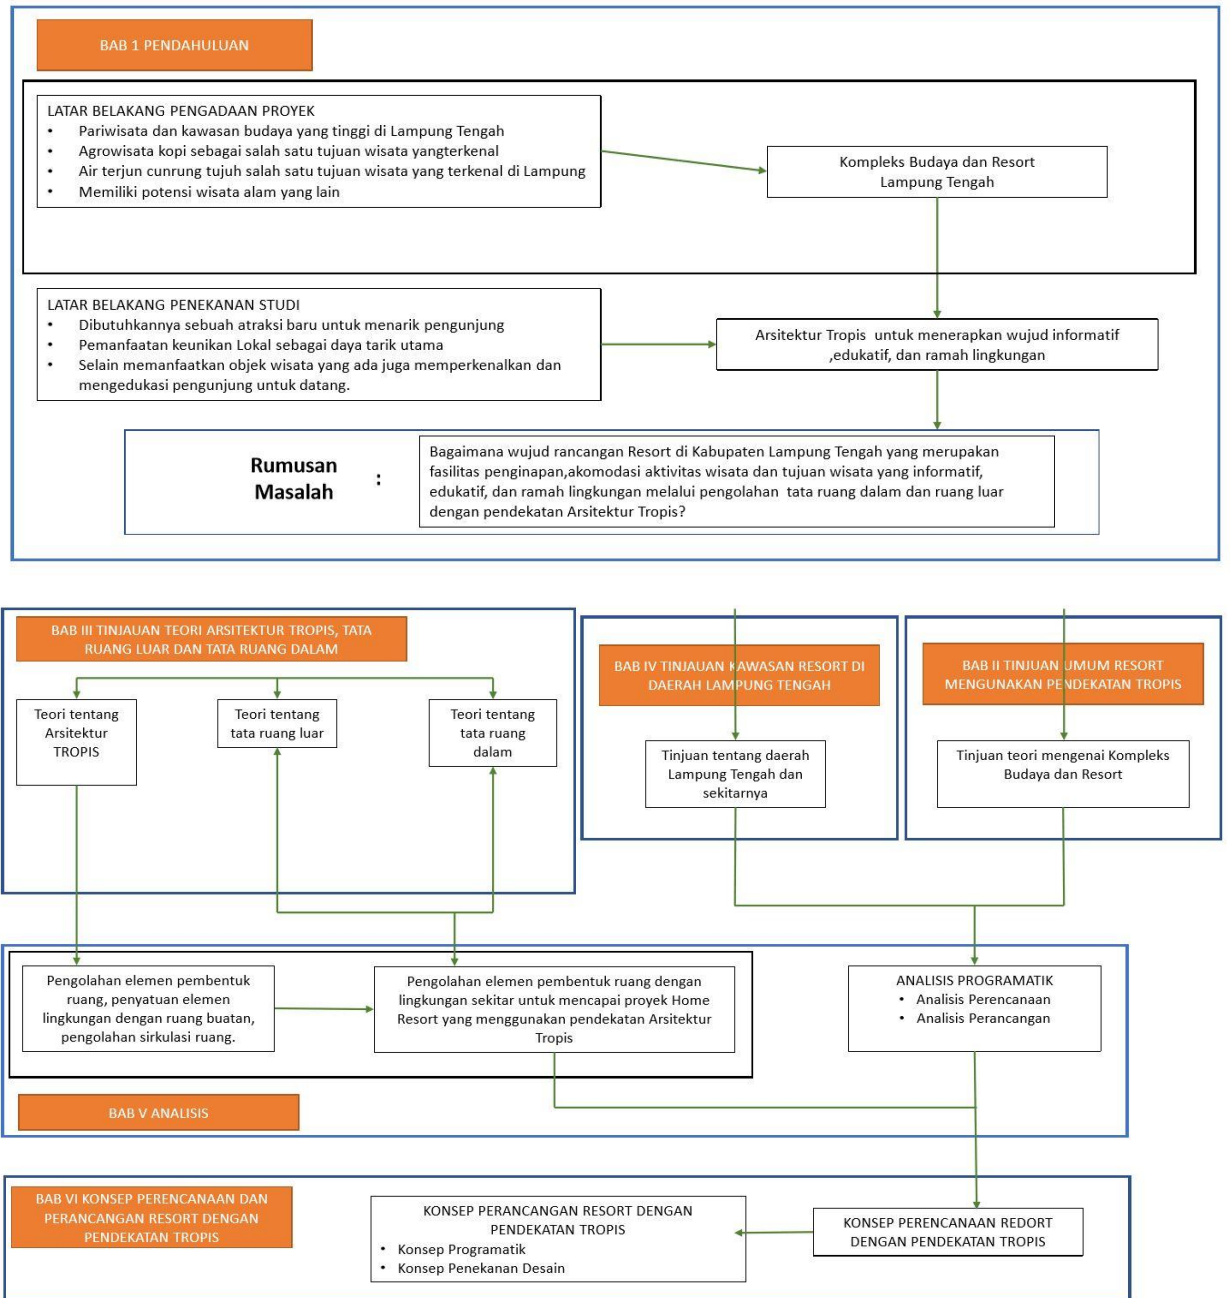 BAB 1 PENDAHULUAN
LATAR BELAKANG PENGADAAN PROYEK
• Pariwisata dan kawasan budaya yang tinggi di Lampung Tengah
• Agrowisata kopi sebagai salah satu tujuan wisata yangterkenal
• Air terjun cunrung tujuh salah satu tujuan wisata yang terkenal di Lampung
• Memiliki potensi wisata alam yang lain
Kompleks Budaya dan Resort
Lampung Tengah
LATAR BELAKANG PENEKANAN STUDI
• Dibutuhkannya sebuah atraksi baru untuk menarik pengunjung
• Pemanfaatan keunikan Lokal sebagai daya tarik utama
• Selain memanfaatkan objek wisata yang ada juga memperkenalkan dan
mengedukasi pengunjung untuk datang.
Arsitektur Tropis untuk menerapkan wujud informatif
,edukatif, dan ramah lingkungan
Rumusan
Masalah :
Bagaimana wujud rancangan Resort di Kabupaten Lampung Tengah yang merupakan
fasilitas penginapan,akomodasi aktivitas wisata dan tujuan wisata yang informatif,
edukatif, dan ramah lingkungan melalui pengolahan tata ruang dalam dan ruang luar
dengan pendekatan Arsitektur Tropis?
BAB III TINJAUAN TEORI ARSITEKTUR TROPIS, TATA
RUANG LUAR DAN TATA RUANG DALAM
Teori tentang
Arsitektur
TROPIS
Teori tentang
tata ruang luar
Teori tentang
tata ruang
dalam
BAB IV TINJAUAN KAWASAN RESORT DI
DAERAH LAMPUNG TENGAH
Tinjuan tentang daerah
Lampung Tengah dan
sekitarnya
BAB II TINJUAN UMUM RESORT
MENGUNAKAN PENDEKATAN TROPIS
Tinjuan teori mengenai Kompleks
Budaya dan Resort
Pengolahan elemen pembentuk
ruang, penyatuan elemen
lingkungan dengan ruang buatan,
pengolahan sirkulasi ruang.
Pengolahan elemen pembentuk ruang dengan
lingkungan sekitar untuk mencapai proyek Home
Resort yang menggunakan pendekatan Arsitektur
Tropis
ANALISIS PROGRAMATIK
• Analisis Perencanaan
• Analisis Perancangan
BAB V ANALISIS
BAB VI KONSEP PERENCANAAN DAN
PERANCANGAN RESORT DENGAN
PENDEKATAN TROPIS
KONSEP PERANCANGAN RESORT DENGAN
PENDEKATAN TROPIS
• Konsep Programatik
• Konsep Penekanan Desain
KONSEP PERENCANAAN REDORT
DENGAN PENDEKATAN TROPIS